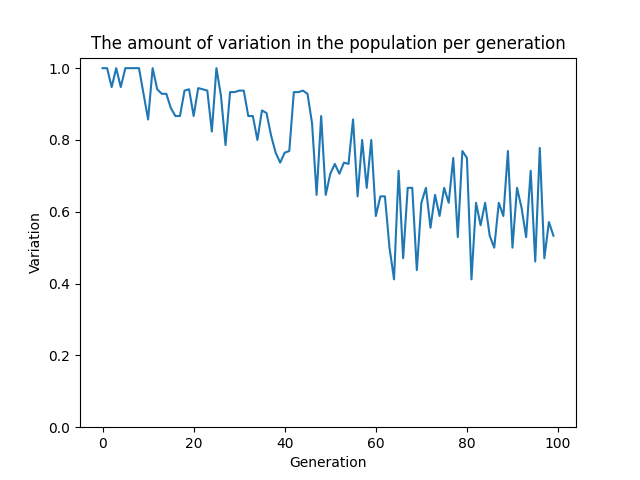 The amount of variation in the population per generation
1.0
0.8
0.6
0.4
0.2
0.0
Variation
0 20 40 60 80 100
Generation